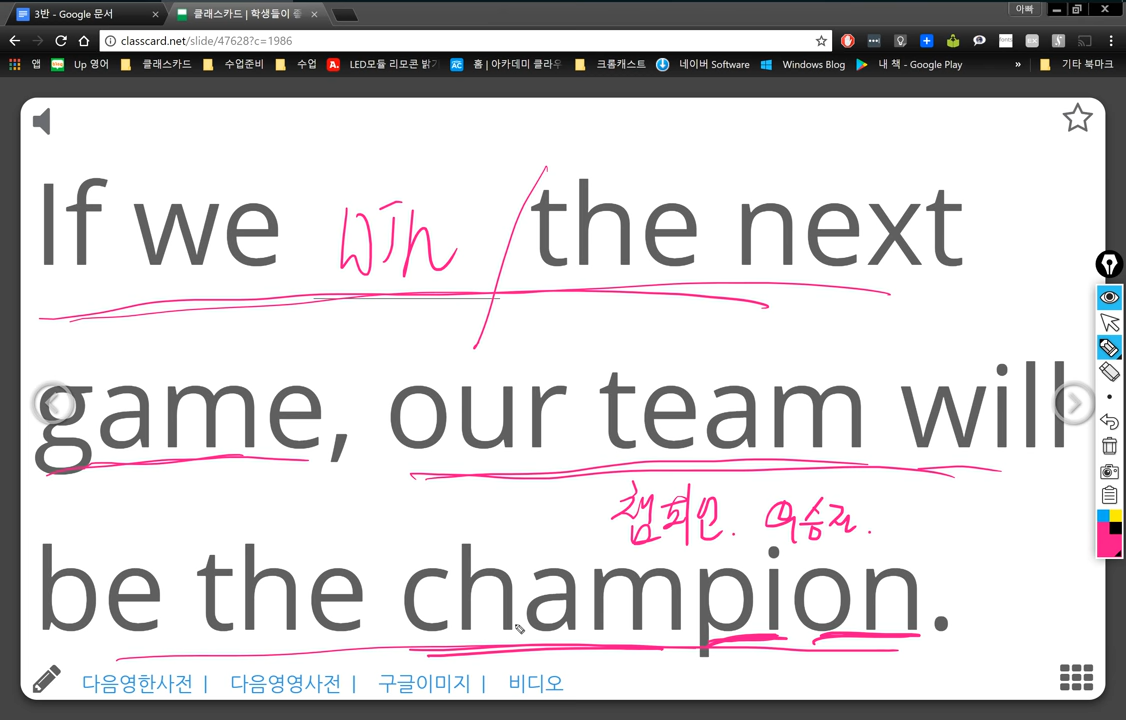 3반 - Google 문서
클래스카드 | 학생들이 좋
아빠
classcard.net/slide/47628?c=1986
앱 Up 영어 클래스카드 수업준비 수업 LED모듈 리모콘 밝기 홈 | 아카데미 클라우 크롬캐스트 네이버 Software Windows Blog 내 책 - Google Play » 기타 북마크
If we win the next
game, our team will
챔피언. 우승자.
be the champion.
다음영한사전 | 다음영영사전 | 구글이미지 | 비디오